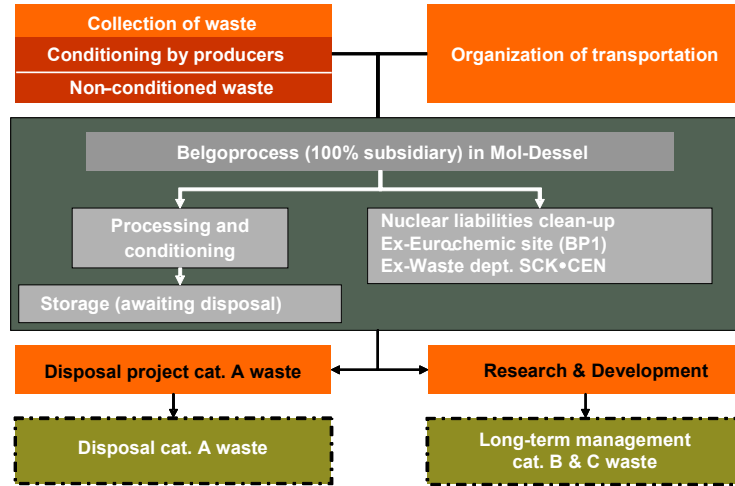 Collection of waste
Conditioning by producers
Non-conditioned waste
Organization of transportation
Belgoprocess (100% subsidiary) in Mol-Dessel
Processing and
conditioning
Storage (awaiting disposal)
Nuclear liabilities clean-up
Ex-Eurochemic site (BP1)
Ex-Waste dept. SCK•CEN
Disposal project cat. A waste
Research & Development
Disposal cat. A waste
Long-term management
cat. B & C waste